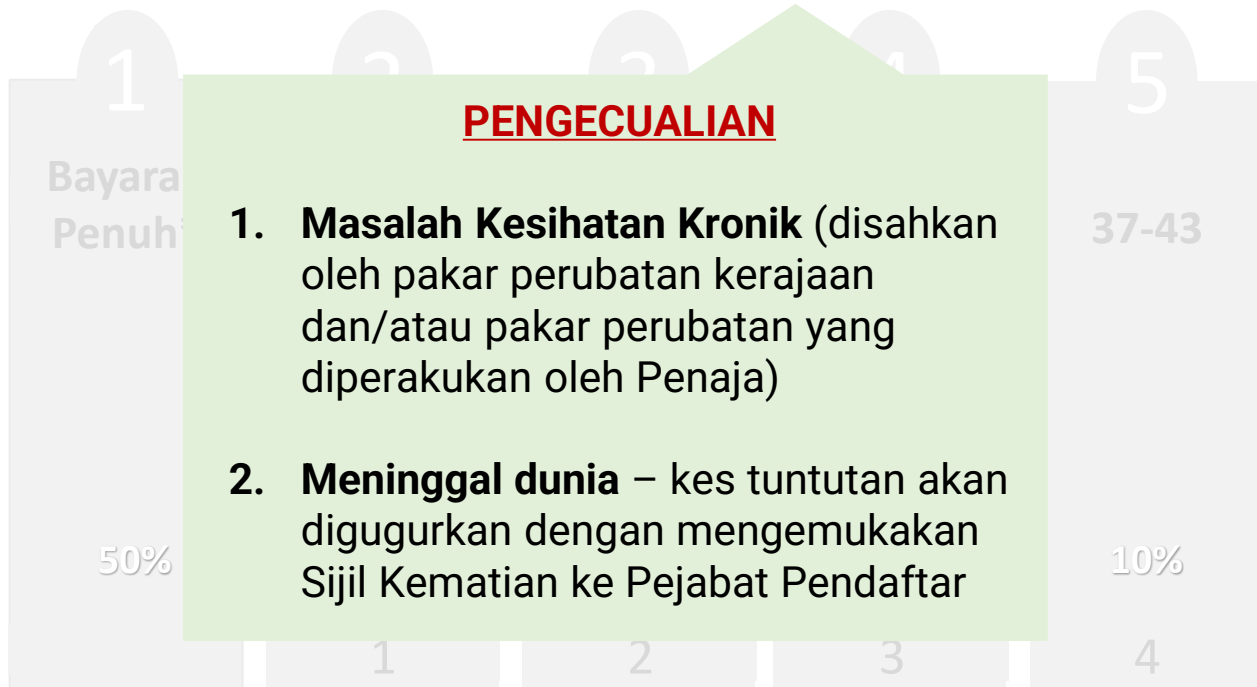 1
5
PENGECUALIAN
Penuh
37-43
1. Masalah Kesihatan Kronik (disahkan
oleh pakar perubatan kerajaan
dan/atau pakar perubatan yang
diperakukan oleh Penaja)
2. Meninggal dunia – kes tuntutan akan
digugurkan dengan mengemukakan
Sijil Kematian ke Pejabat Pendaftar
50%
10%
1
2
3
4